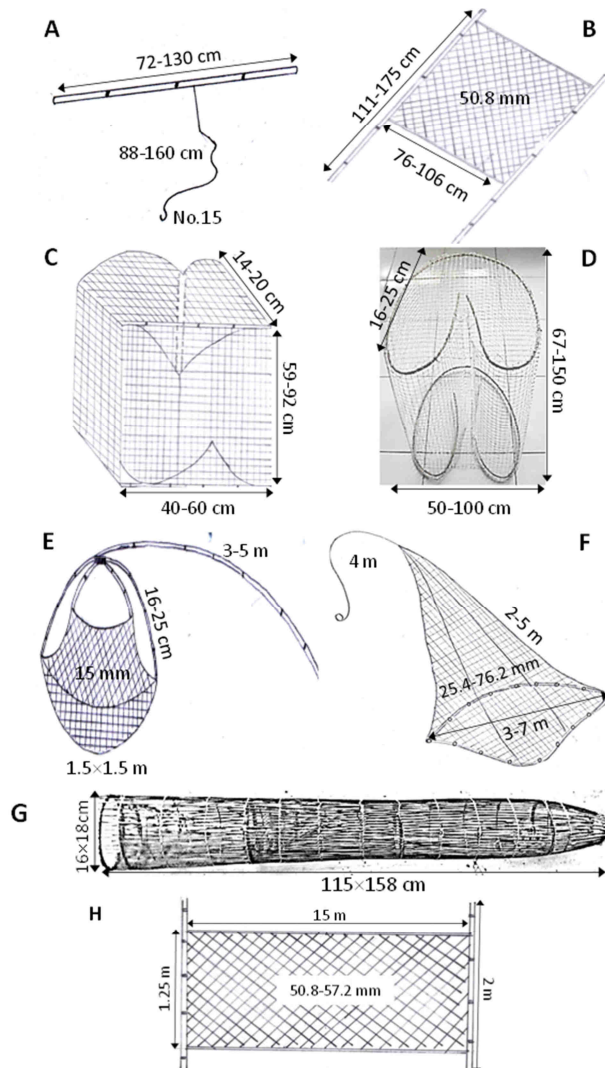 A
72-130 cm
88-160 cm
No.15
B
111-175 cm
50.8 mm
76-106 cm
C
14-20 cm
59-92 cm
40-60 cm
D
16-25 cm
67-150 cm
50-100 cm
E
3-5 m
16-25 cm
15 mm
1.5×1.5 m
F
4 m
2-5 m
25.4-76.2 mm
3-7 m
G
16×18cm
115×158 cm
H
15 m
1.25 m
50.8-57.2 mm
2 m